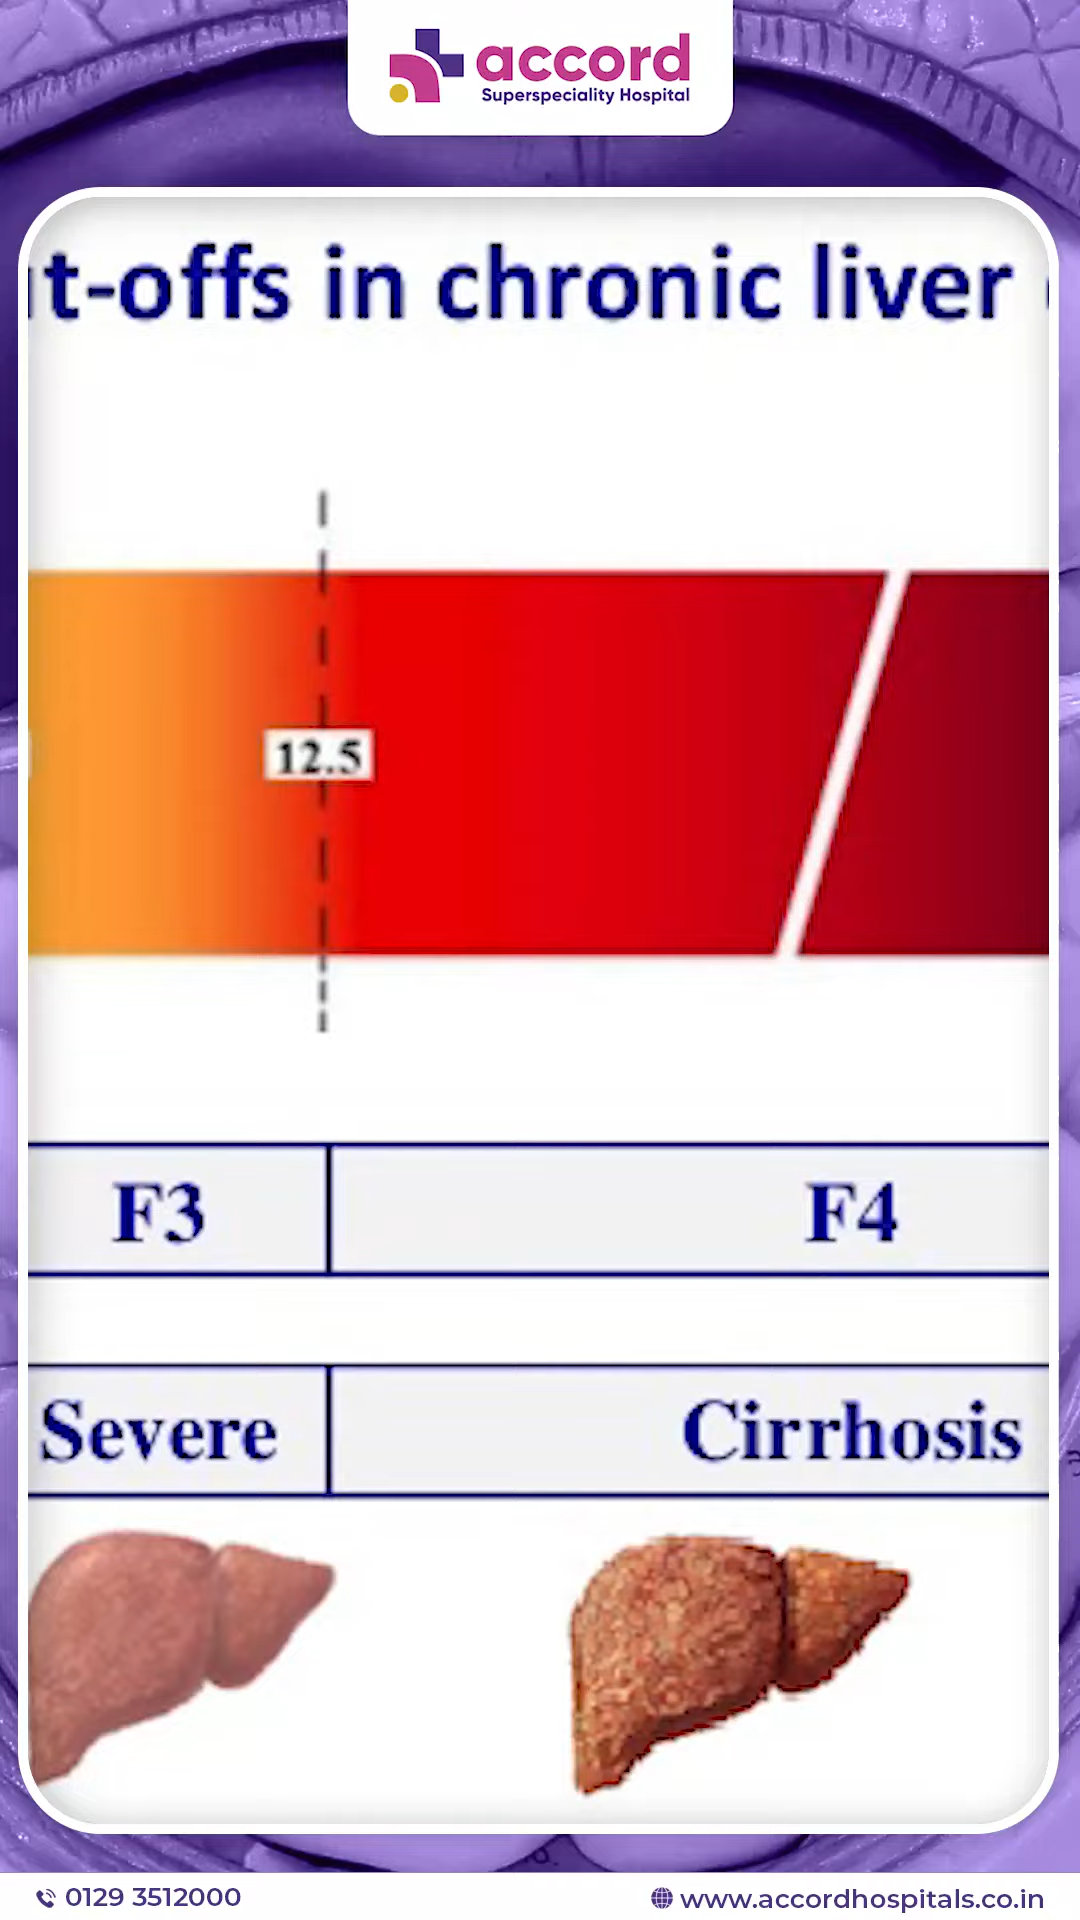 accord
Superspeciality Hospital
t-offs in chronic liver
12.5
F3
F4
Severe
Cirrhosis
0129 3512000
www.accordhospitals.co.in